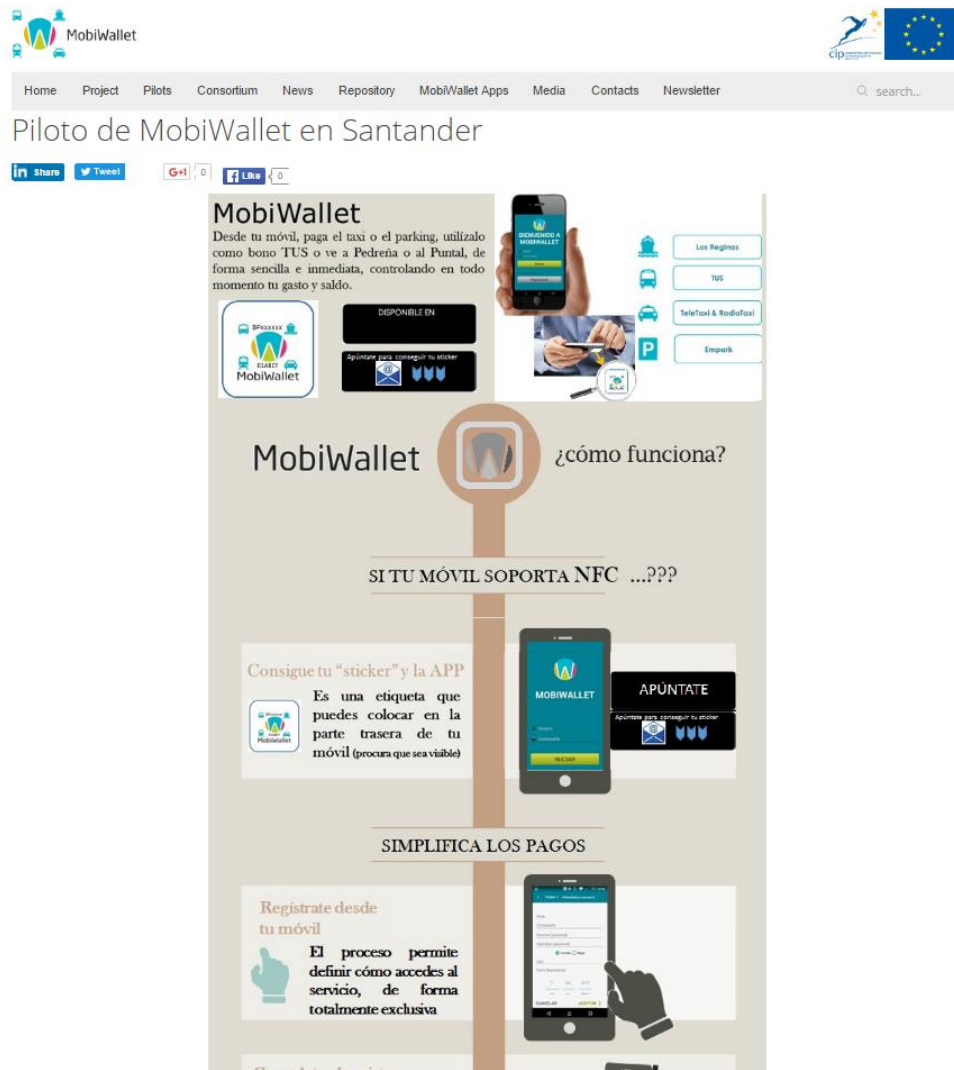 MobiWallet
cip
Home Project Pilots Consortium News Repository MobiWallet Apps Media Contacts Newsletter search...
Piloto de MobiWallet en Santander
in Share Tweet G+1 0 f Like 0
MobiWallet
Desde tu móvil, paga el taxi o el parking, utilízalo
como bono TUS o ve a Pedreña o al Puntal, de
forma sencilla e inmediata, controlando en todo
momento tu gasto y saldo.
MobiWallet
DISPONIBLE EN
Apúntate para conseguir tu sticker
BIENVENIDO A
MOBIWALLET
Los Reginas
TUS
TeleTaxi & RadioTaxi
P Empark
MobiWallet ¿cómo funciona?
SI TU MÓVIL SOPORTA NFC ...???
Consigue tu “sticker” y la APP
Es una etiqueta que
puedes colocar en la
parte trasera de tu
móvil (procura que sea visible)
MobiWallet
MOBIWALLET
INICIAR
APÚNTATE
Apúntate para conseguir tu sticker
SIMPLIFICA LOS PAGOS
Regístrate desde
tu móvil
El proceso permite
definir cómo accedes al
servicio, de forma
totalmente exclusiva
CANCELAR ACEPTAR